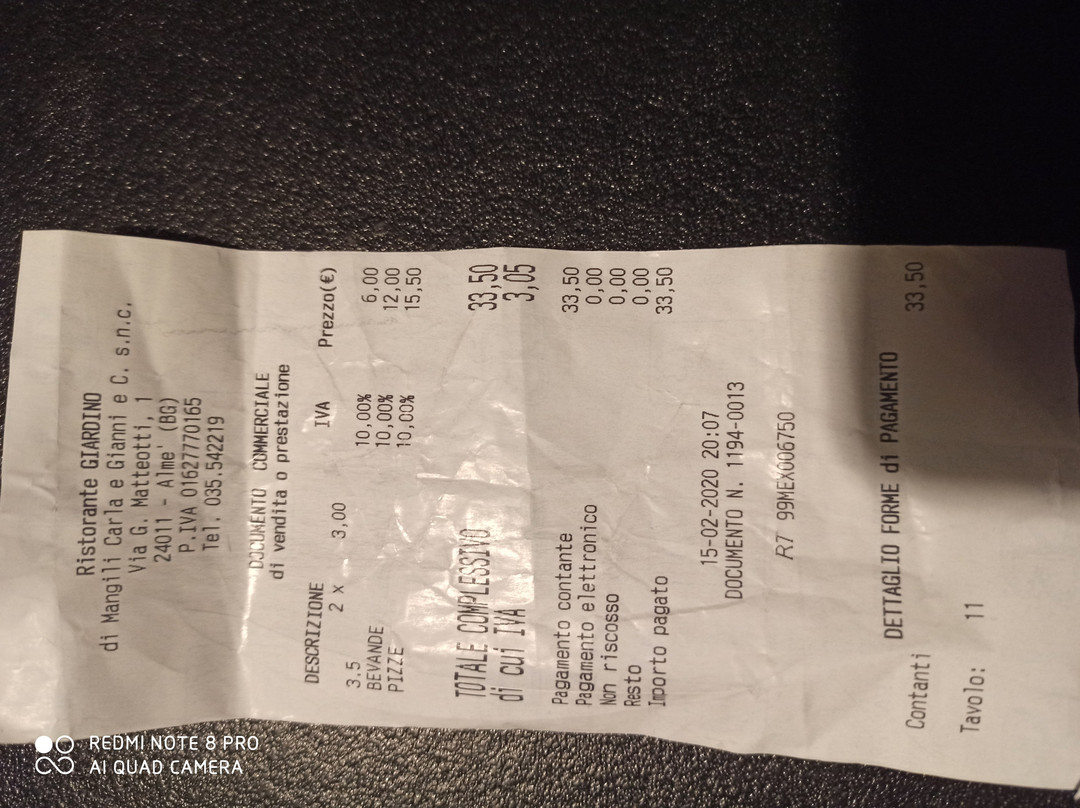 Ristorante GIARDINO
di Mangili Carla e Gianni e C. s.n.c.
Via G. Matteotti, 1
24011 - Alme' (BG)
P.IVA 01627770165
Tel. 035.542219
DOCUMENTO COMMERCIALE
di vendita o prestazione
DESCRIZIONE IVA Prezzo(€)
2 x 3,00
3.5 10,00% 6,00
BEVANDE 10,00% 12,00
PIZZE 10,00% 15,50
TOTALE COMPLESSIVO 33,50
di cui IVA 3,05
Pagamento contante 33,50
Pagamento elettronico 0,00
Non riscosso 0,00
Resto 0,00
Importo pagato 33,50
15-02-2020 20:07
DOCUMENTO N. 1194-0013
RT 99MEX006750
DETTAGLIO FORME di PAGAMENTO
Contanti 33,50
Tavolo: 11
REDMI NOTE 8 PRO
AI QUAD CAMERA